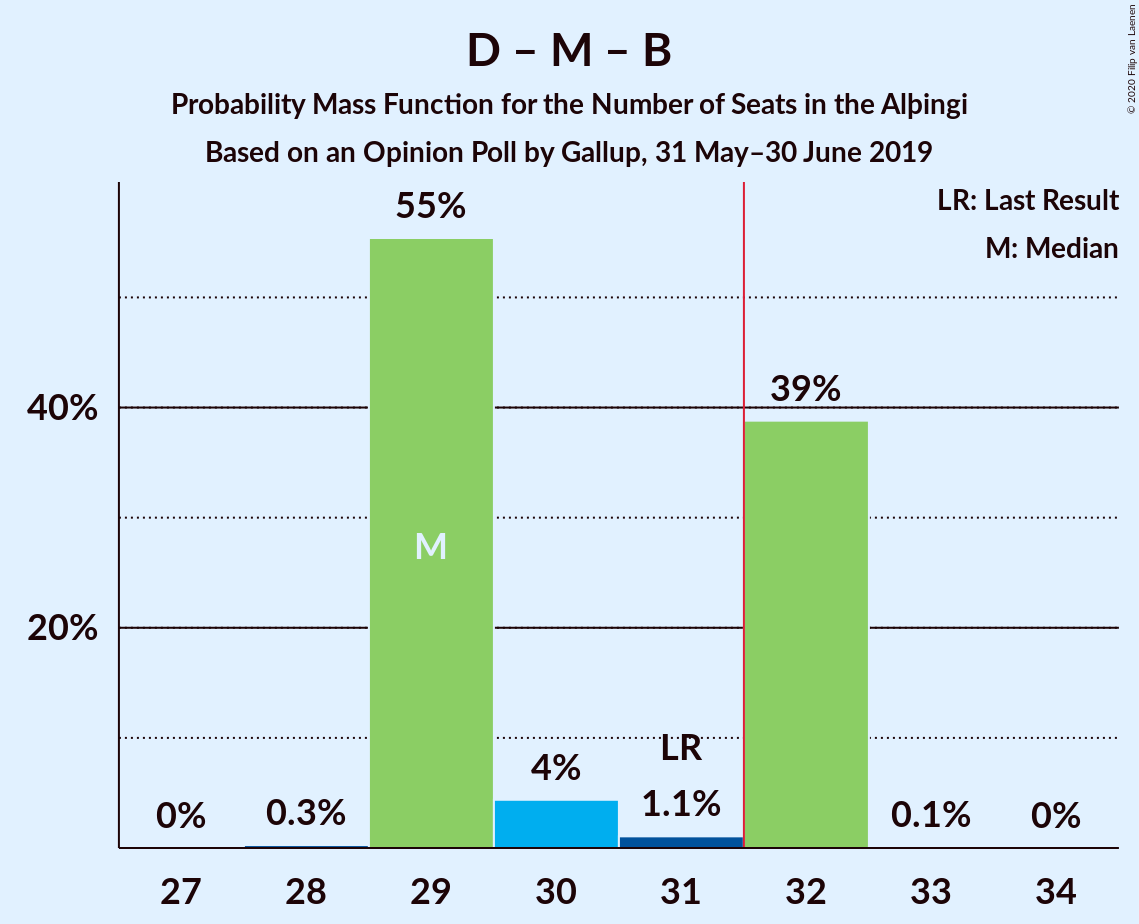 D – M – B
Probability Mass Function for the Number of Seats in the Alþingi
Based on an Opinion Poll by Gallup, 31 May–30 June 2019
© 2020 Filip van Laenen
LR: Last Result
M: Median
55%
39%
40%
M
20%
LR
4%
1.1%
0%
0.3%
0.1%
0%
27 28 29 30 31 32 33 34